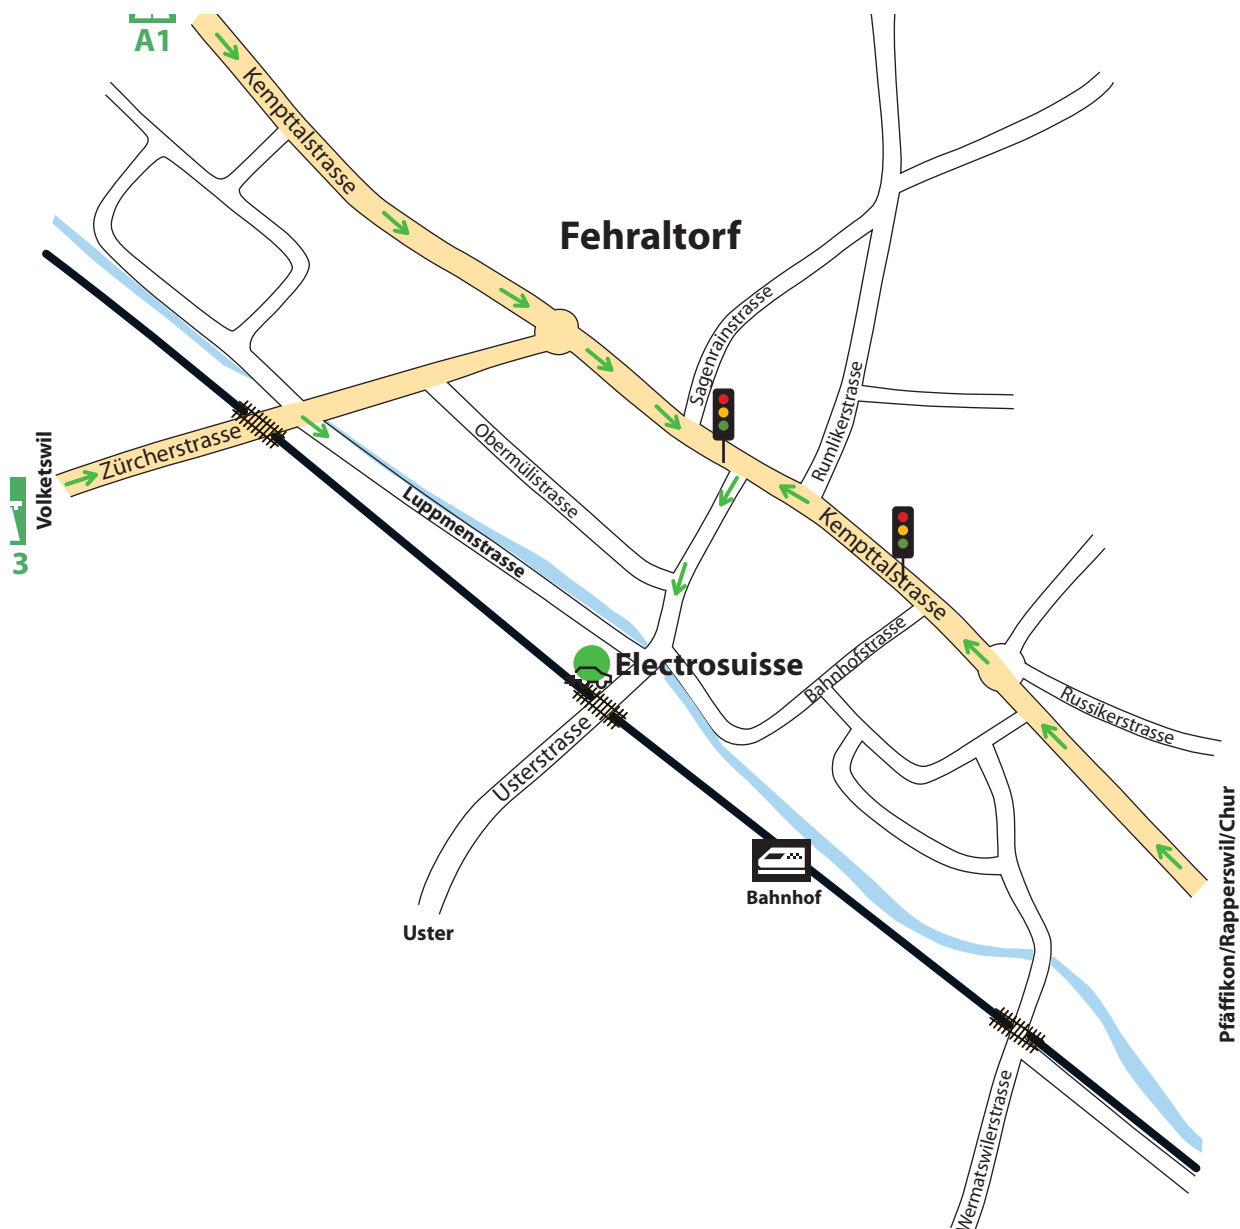 A1
Kempttalstrasse
Fehraltorf
Sagenrainstrasse
Rumlikerstrasse
Zürcherstrasse
Volketswil
3
Obermülistrasse
Luppmenstrasse
Kempttalstrasse
Electrosuisse
Bahnhofstrasse
Russikerstrasse
Usterstrasse
Bahnhof
Uster
Pfäffikon/Rapperswil/Chur
Wermatswilerstrasse